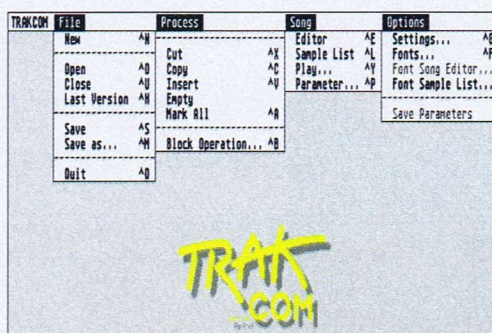 TRAKCOM File Process Song Options
New ^N
Open ^O
Close ^U
Last Version ^H
Save ^S
Save as... ^M
Quit ^Q
Cut ^X
Copy ^C
Insert ^V
Empty
Mark All ^A
Block Operation... ^B
Editor ^E
Sample List ^L
Play... ^Y
Parameter... ^P
Settings...
Fonts...
Font Song Editor...
Font Sample List...
Save Parameters
TRAK
COM